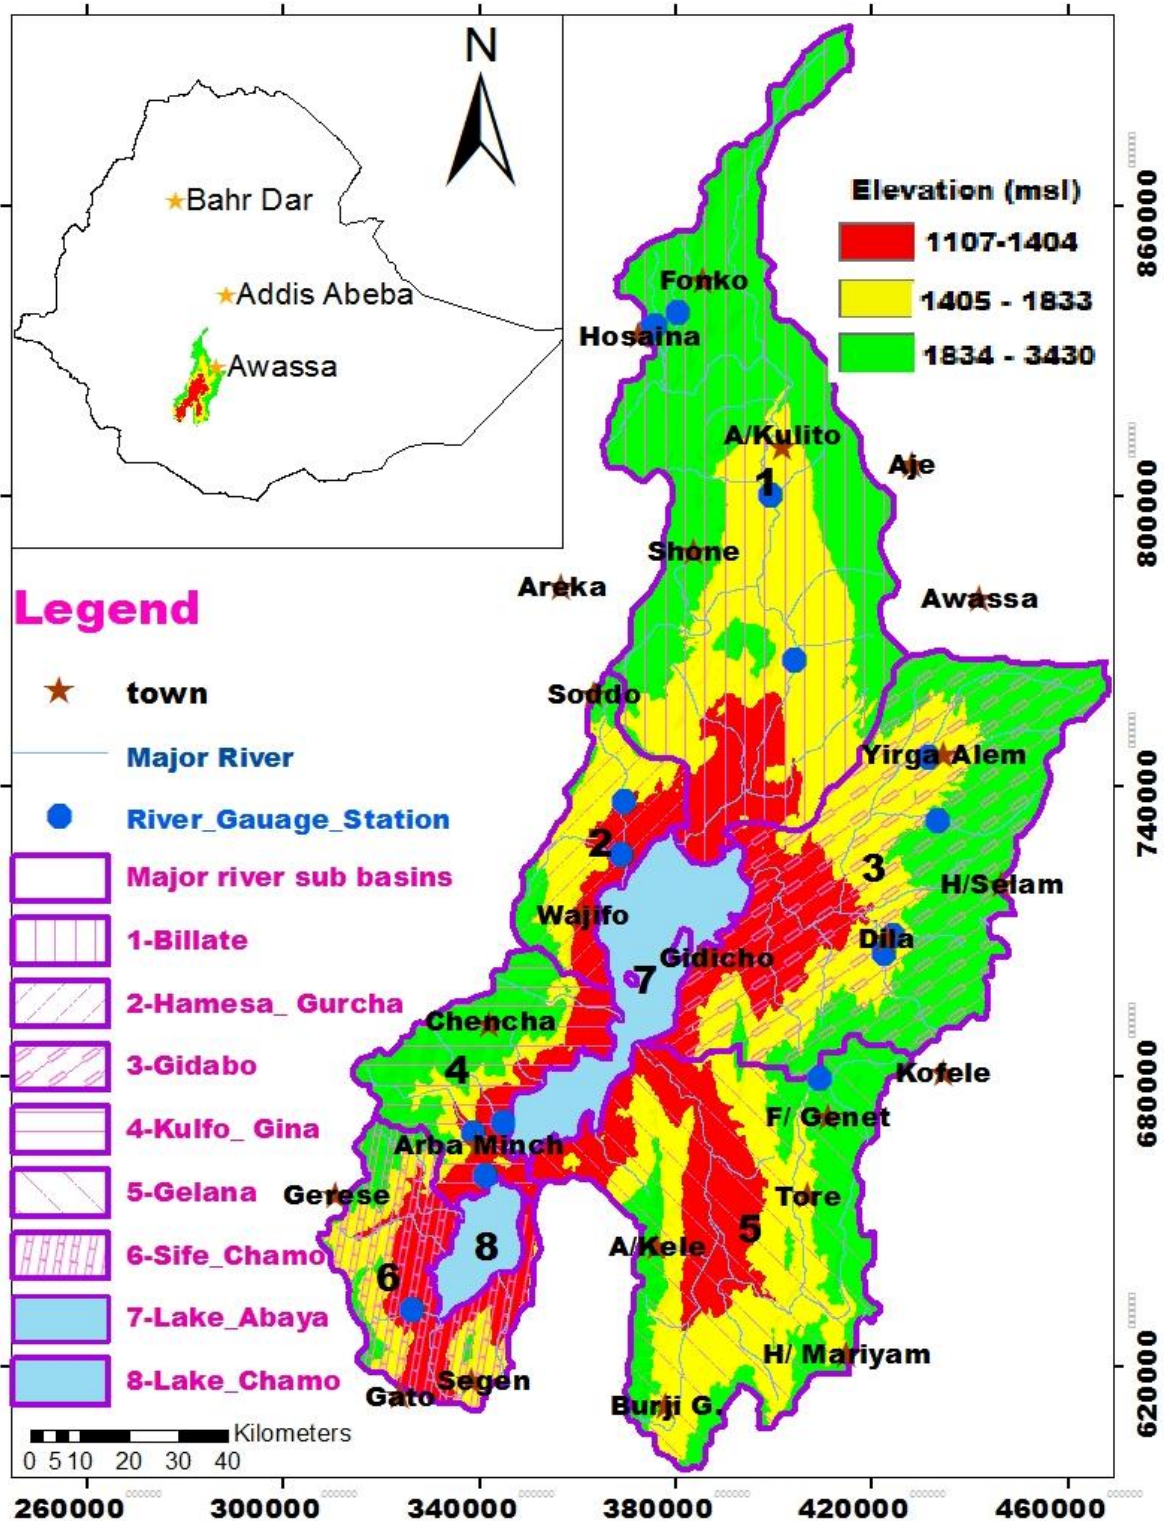 N
Bahr Dar
Addis Abeba
Awassa
Elevation (msl)
1107-1404
1405 - 1833
1834 - 3430
Fonko
Hosaina
A/Kulito
Aje
1
Shone
Areka
Awassa
Soddo
Yirga Alem
2
3
H/Selam
Wajifo
Dila
Gidicho
7
Chencha
4
Kofele
F/ Genet
Arba Minch
Gerese
Tore
5
A/Kele
8
6
H/ Mariyam
Segen
Gato
Burji G.
Legend
town
Major River
River_Gauage_Station
Major river sub basins
1-Billate
2-Hamesa_ Gurcha
3-Gidabo
4-Kulfo_ Gina
5-Gelana
6-Sife_Chamo
7-Lake_Abaya
8-Lake_Chamo
Kilometers
0 5 10 20 30 40
260000 300000 340000 380000 420000 460000
860000
800000
740000
680000
620000